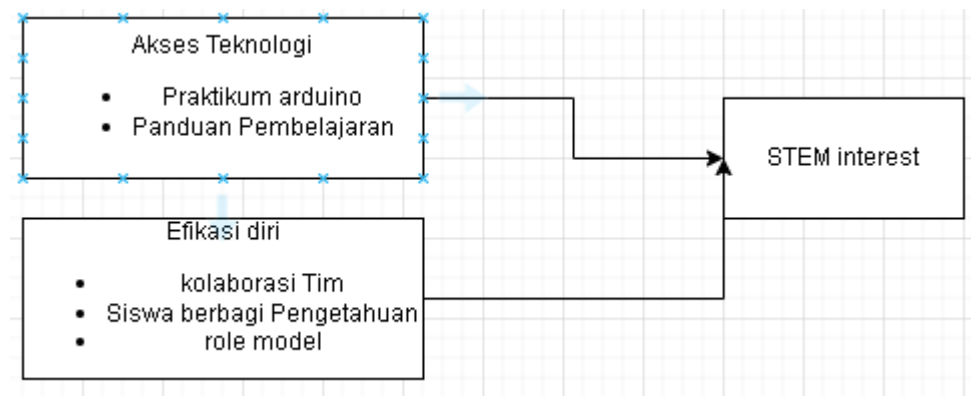 Akses Teknologi
• Praktikum arduino
• Panduan Pembelajaran
STEM interest
Efikasi diri
• kolaborasi Tim
• Siswa berbagi Pengetahuan
• role model